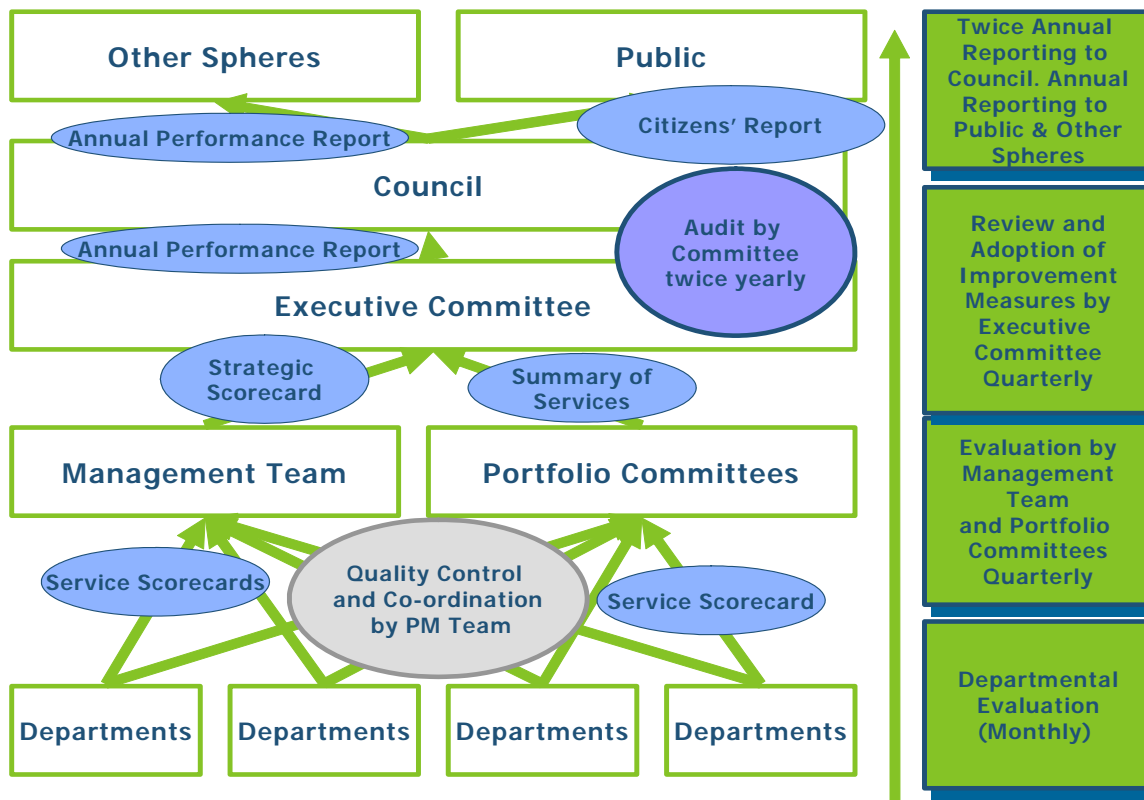 Other Spheres
Public
Annual Performance Report
Citizens’ Report
Council
Annual Performance Report
Audit by
Committee
twice yearly
Executive Committee
Strategic
Scorecard
Summary of
Services
Management Team
Portfolio Committees
Service Scorecards
Quality Control
and Co-ordination
by PM Team
Service Scorecard
Departments
Departments
Departments
Departments
Twice Annual
Reporting to
Council. Annual
Reporting to
Public & Other
Spheres
Review and
Adoption of
Improvement
Measures by
Executive
Committee
Quarterly
Evaluation by
Management
Team
and Portfolio
Committees
Quarterly
Departmental
Evaluation
(Monthly)